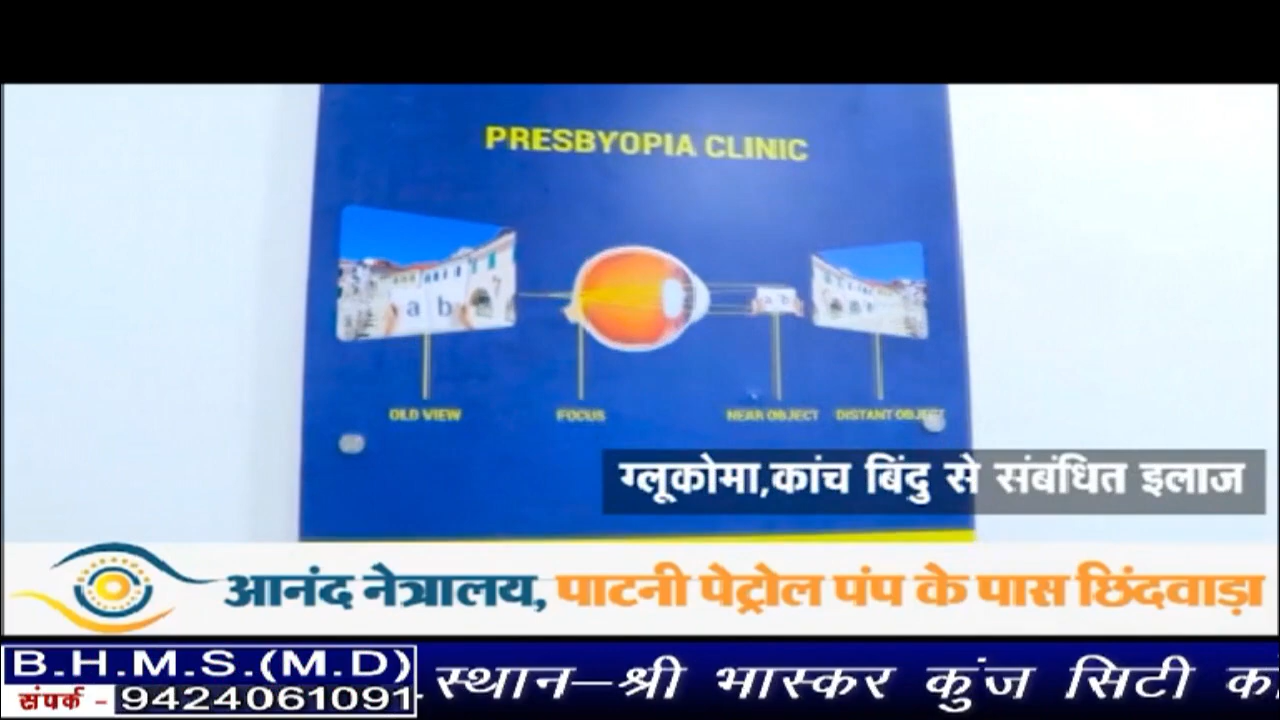 PRESBYOPIA CLINIC
a b
a b
OLD VIEW FOCUS NEAR OBJECT DISTANT OBJECT
ग्लूकोमा,कांच बिंदु से संबंधित इलाज
आनंद नेत्रालय, पाटनी पेट्रोल पंप के पास छिंदवाड़ा
B.H.M.S.(M.D) स्थान–श्री भास्कर कुंज सिटी
संपर्क - 9424061091